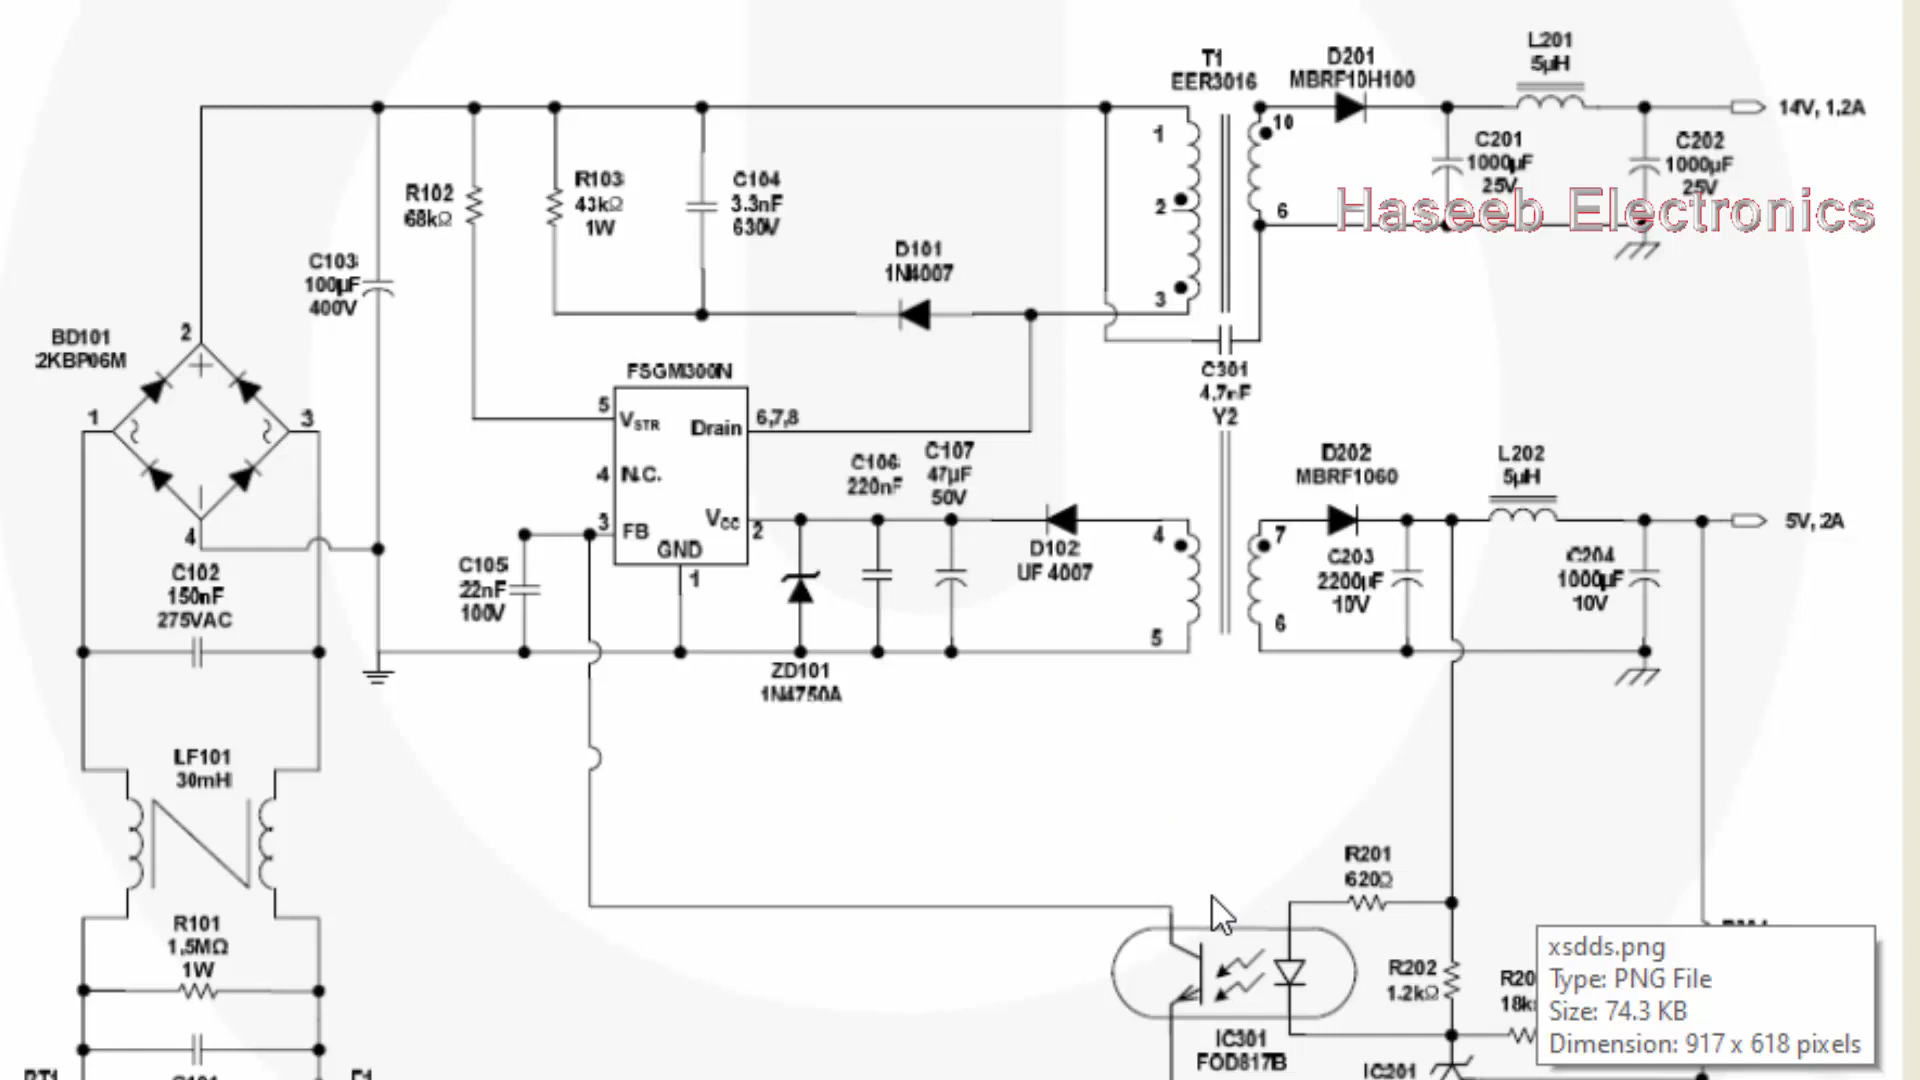 T1
EER3016
D201
MBRF10H100
L201
5μH
14V, 1.2A
1
10
C201
1000μF
25V
C202
1000μF
25V
R102
68kΩ
R103
43kΩ
1W
C104
3.3nF
630V
2
6
Haseeb Electronics
D101
1N4007
3
C103
100μF
400V
BD101
2KBP06M
2
FSGM300N
C301
4.7nF
Y2
1
3
5
VSTR
Drain
6,7,8
4
N.C.
C106
220nF
C107
47μF
50V
D202
MBRF1060
L202
5μH
3
FB
VCC
2
GND
1
4
7
5V, 2A
4
C105
22nF
100V
D102
UF 4007
C203
2200μF
10V
C204
1000μF
10V
C102
150nF
275VAC
5
6
ZD101
1N4750A
LF101
30mH
R201
620Ω
R101
1.5MΩ
1W
R202
1.2kΩ
xsdds.png
Type: PNG File
Size: 74.3 KB
Dimension: 917 x 618 pixels
IC301
FOD817B
IC201